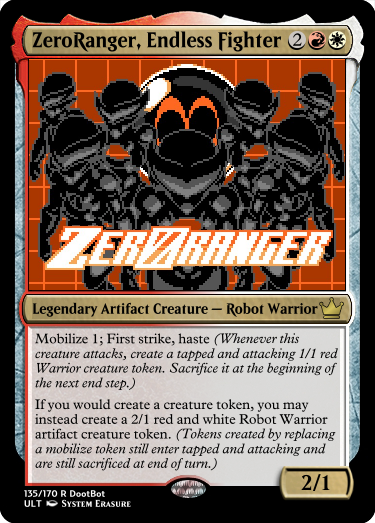 ZeroRanger, Endless Fighter 2
ZERORANGER
Legendary Artifact Creature — Robot Warrior
Mobilize 1; First strike, haste (Whenever this
creature attacks, create a tapped and attacking 1/1 red
Warrior creature token. Sacrifice it at the beginning of
the next end step.)
If you would create a creature token, you may
instead create a 2/1 red and white Robot Warrior
artifact creature token. (Tokens created by replacing
a mobilize token still enter tapped and attacking and
are still sacrificed at end of turn.)
2/1
135/170 R DootBot
ULT System Erasure